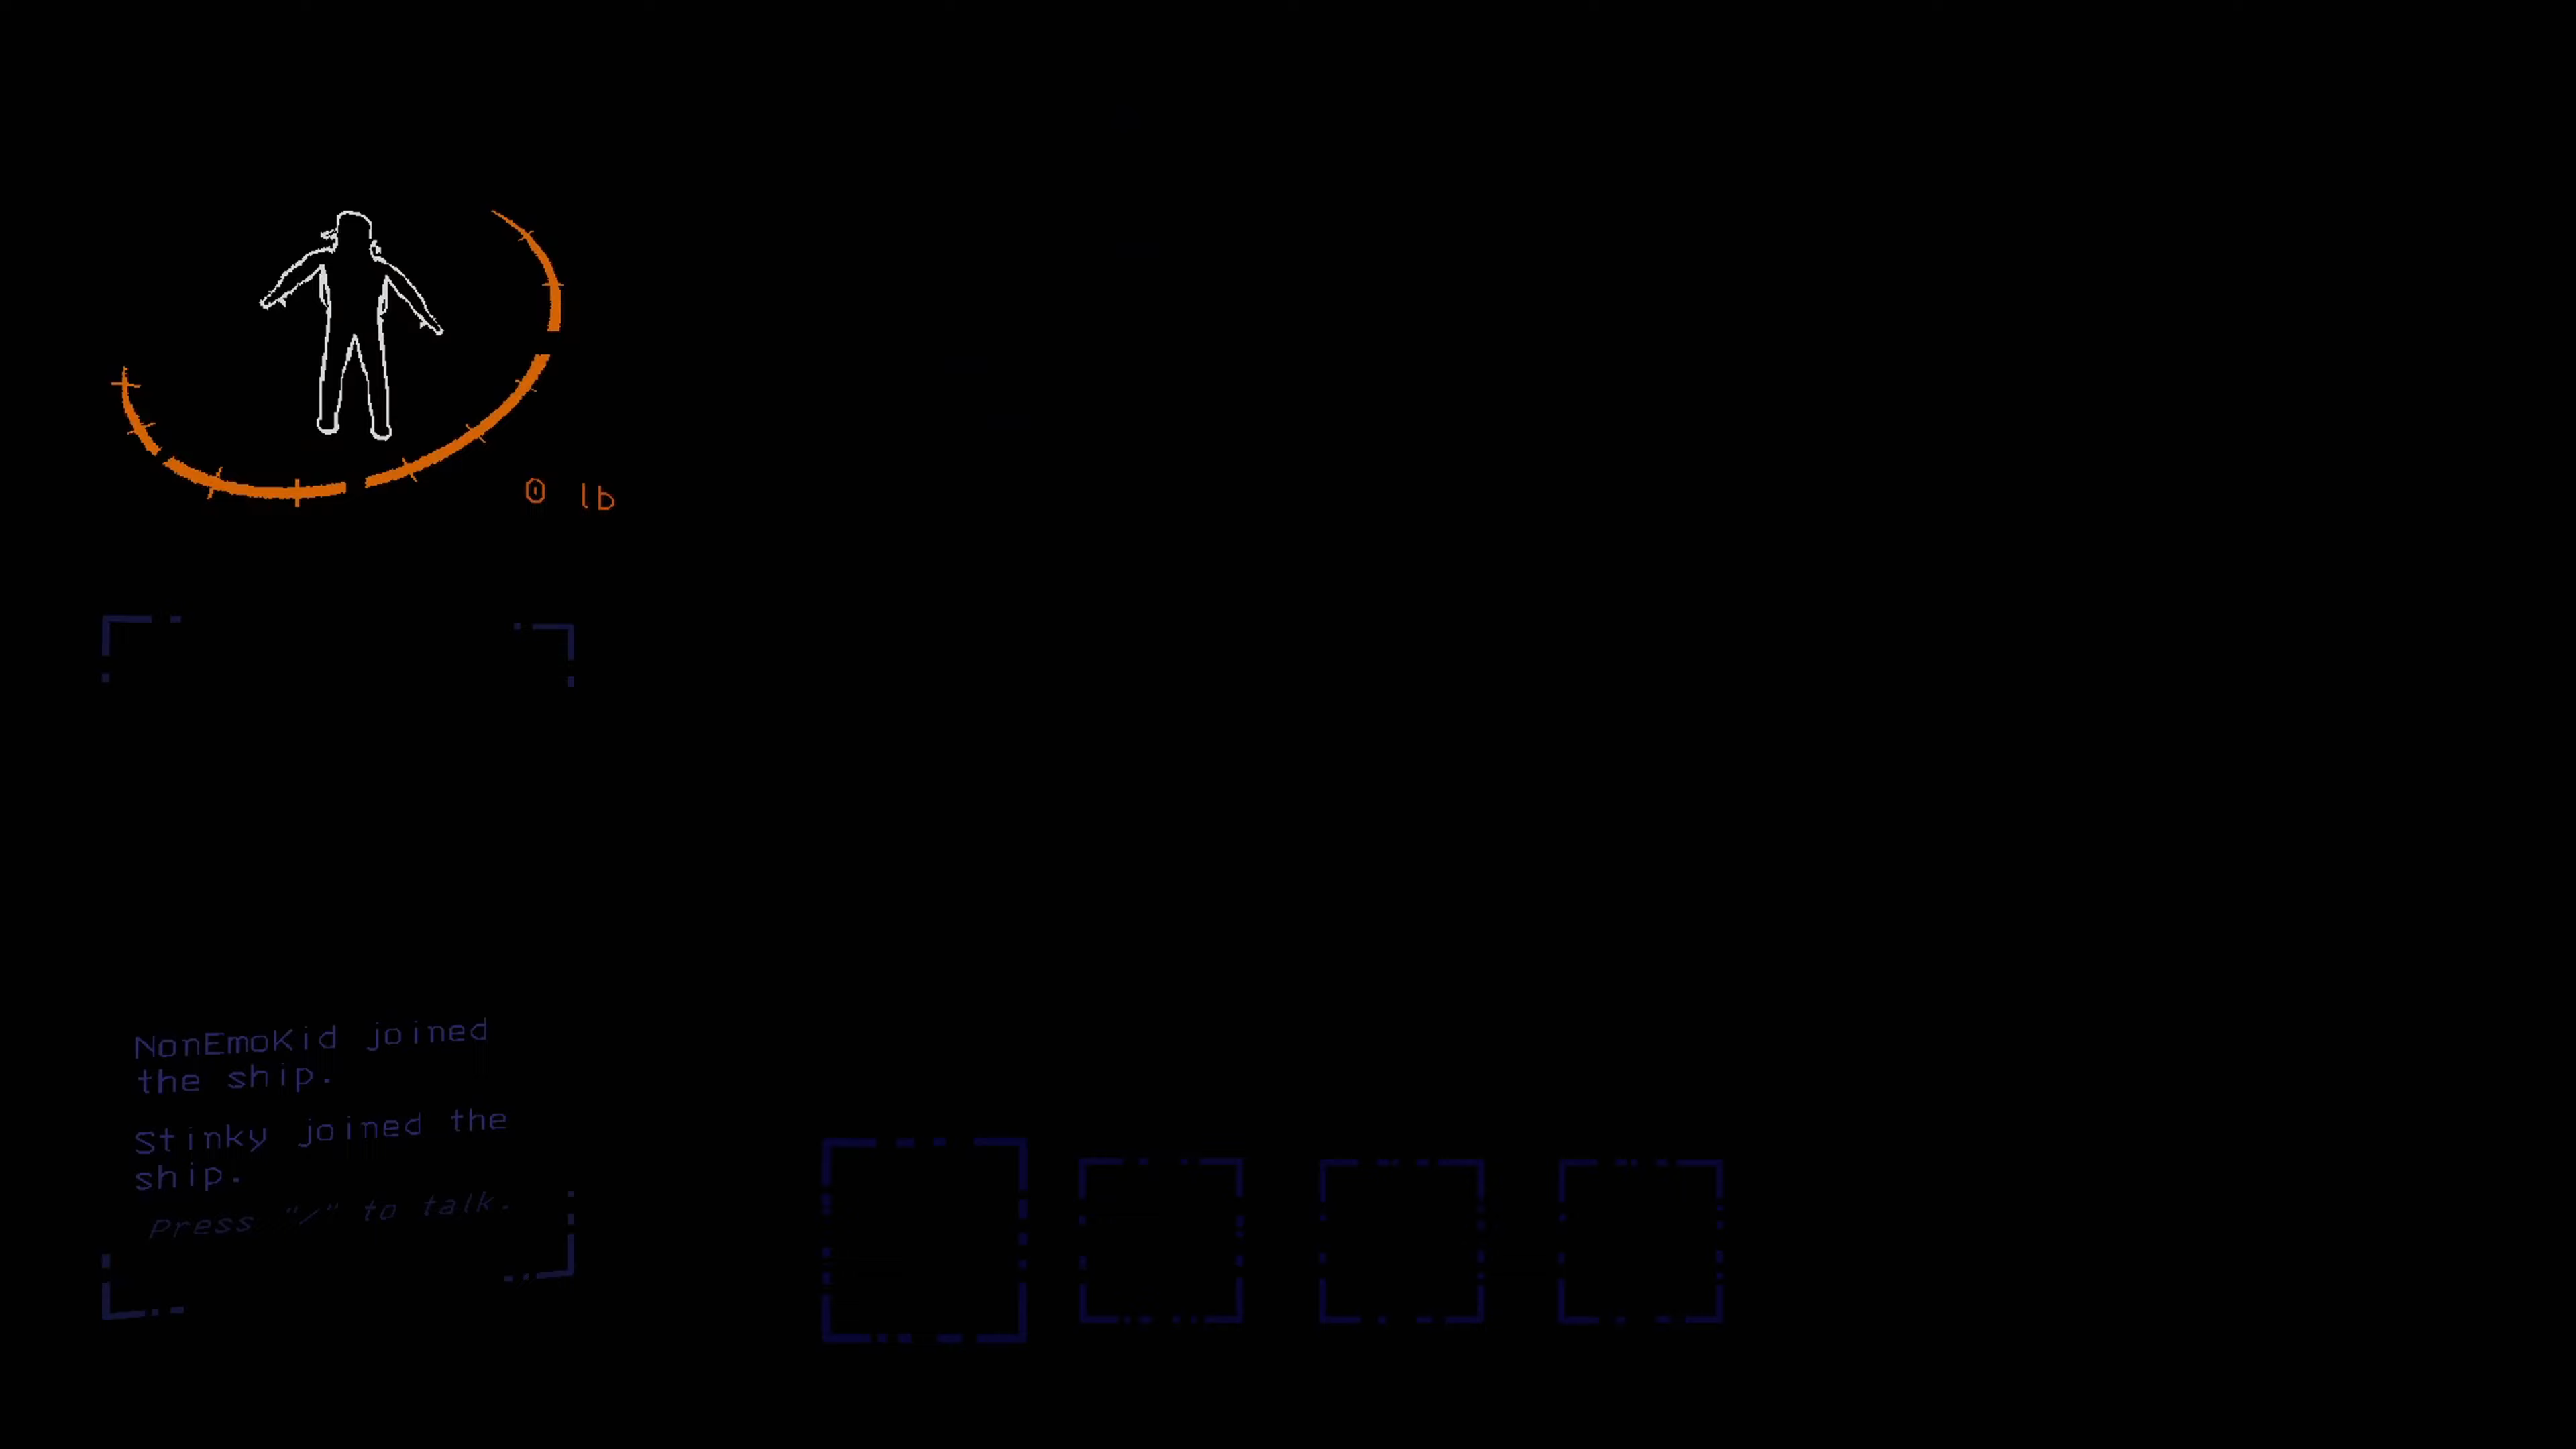 0 lb
NonEmoKid joined
the ship.
Stinky joined the
ship.
Press "/" to talk.